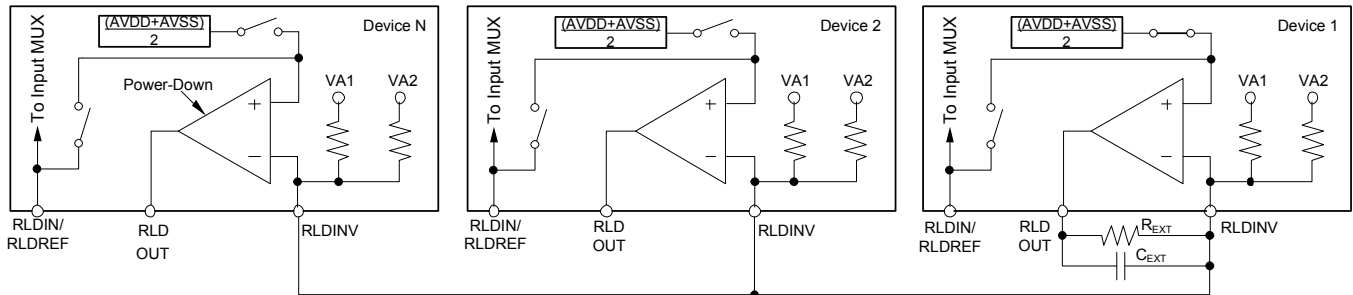 To Input MUX
(AVDD+AVSS)
2
Device N
Power-Down
VA1
VA2
+
−
RLDIN/
RLDREF
RLD
OUT
RLDINV
To Input MUX
(AVDD+AVSS)
2
Device 2
VA1
VA2
+
−
RLDIN/
RLDREF
RLD
OUT
RLDINV
To Input MUX
(AVDD+AVSS)
2
Device 1
VA1
VA2
+
−
RLDIN/
RLDREF
RLD
OUT
RLDINV
REXT
CEXT